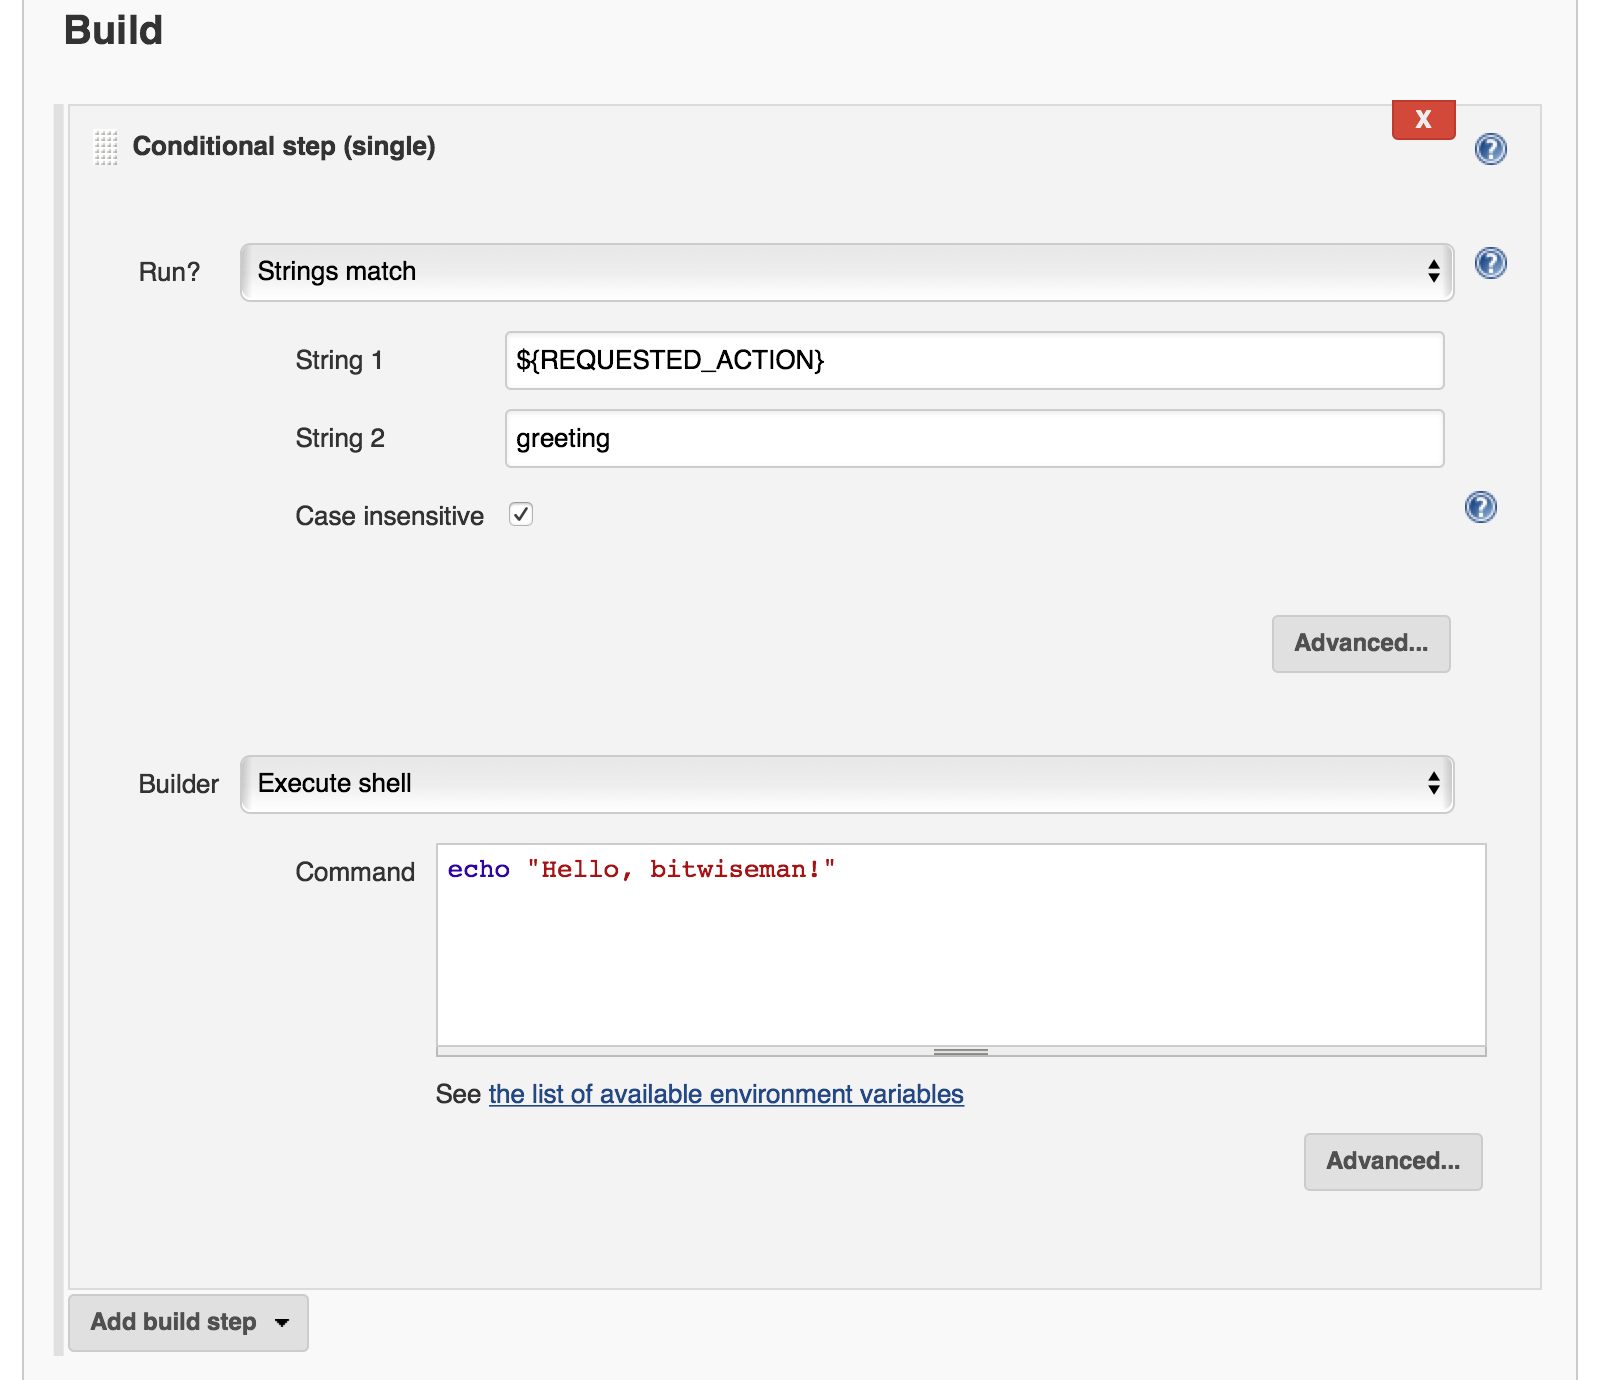 Build
X
Conditional step (single)
?
Run? Strings match
?
String 1 ${REQUESTED_ACTION}
String 2 greeting
Case insensitive
?
Advanced...
Builder Execute shell
Command echo "Hello, bitwiseman!"
See the list of available environment variables
Advanced...
Add build step